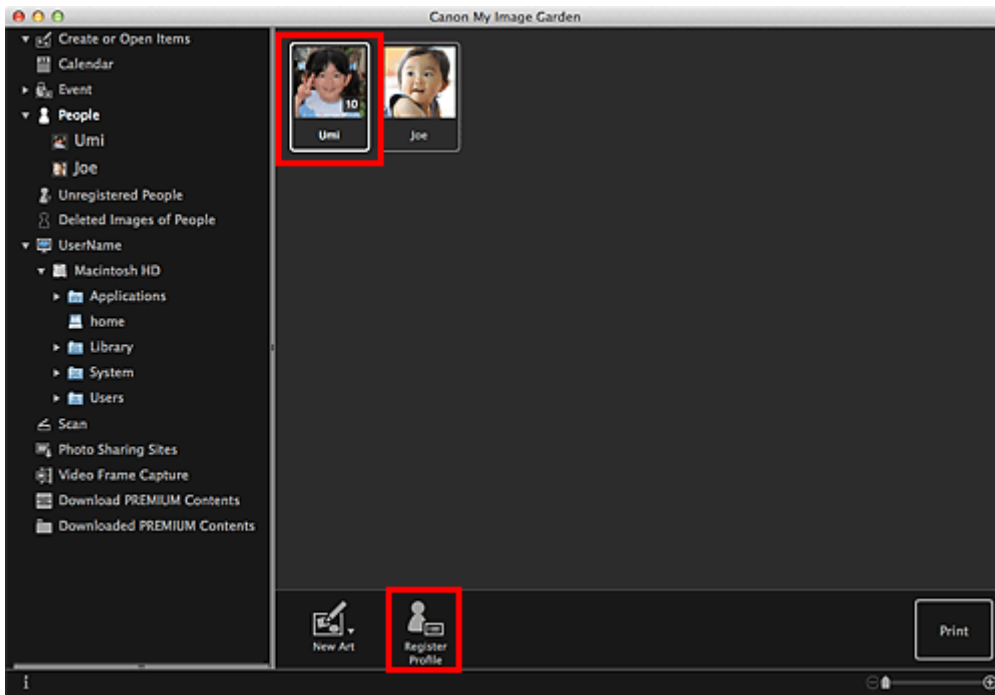 Canon My Image Garden
Create or Open Items
Calendar
Event
People
Umi
Joe
Unregistered People
Deleted Images of People
UserName
Macintosh HD
Applications
home
Library
System
Users
Scan
Photo Sharing Sites
Video Frame Capture
Download PREMIUM Contents
Downloaded PREMIUM Contents
10
Umi
Joe
New Art
Register
Profile
Print